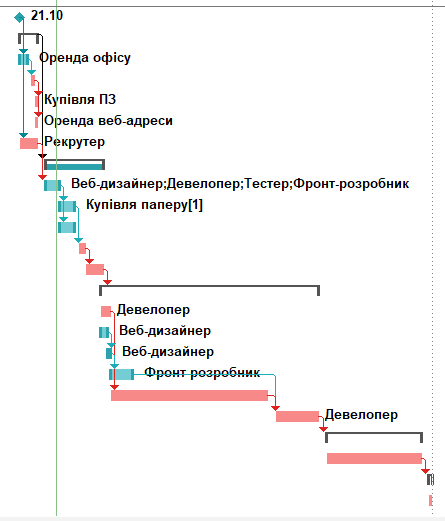 21.10
Оренда офісу
Купівля ПЗ
Оренда веб-адреси
Рекрутер
Веб-дизайнер;Девелопер;Тестер;Фронт-розробник
Купівля паперу[1]
Девелопер
Веб-дизайнер
Веб-дизайнер
Фронт розробник
Девелопер